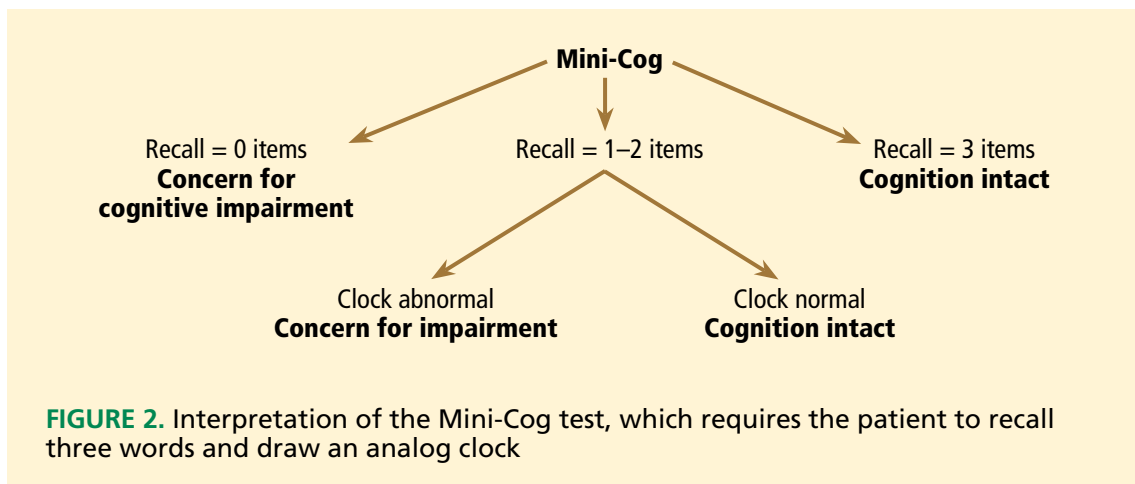 Mini-Cog
Recall = 0 items
Concern for
cognitive impairment
Recall = 1–2 items
Recall = 3 items
Cognition intact
Clock abnormal
Concern for impairment
Clock normal
Cognition intact
FIGURE 2. Interpretation of the Mini-Cog test, which requires the patient to recall
three words and draw an analog clock